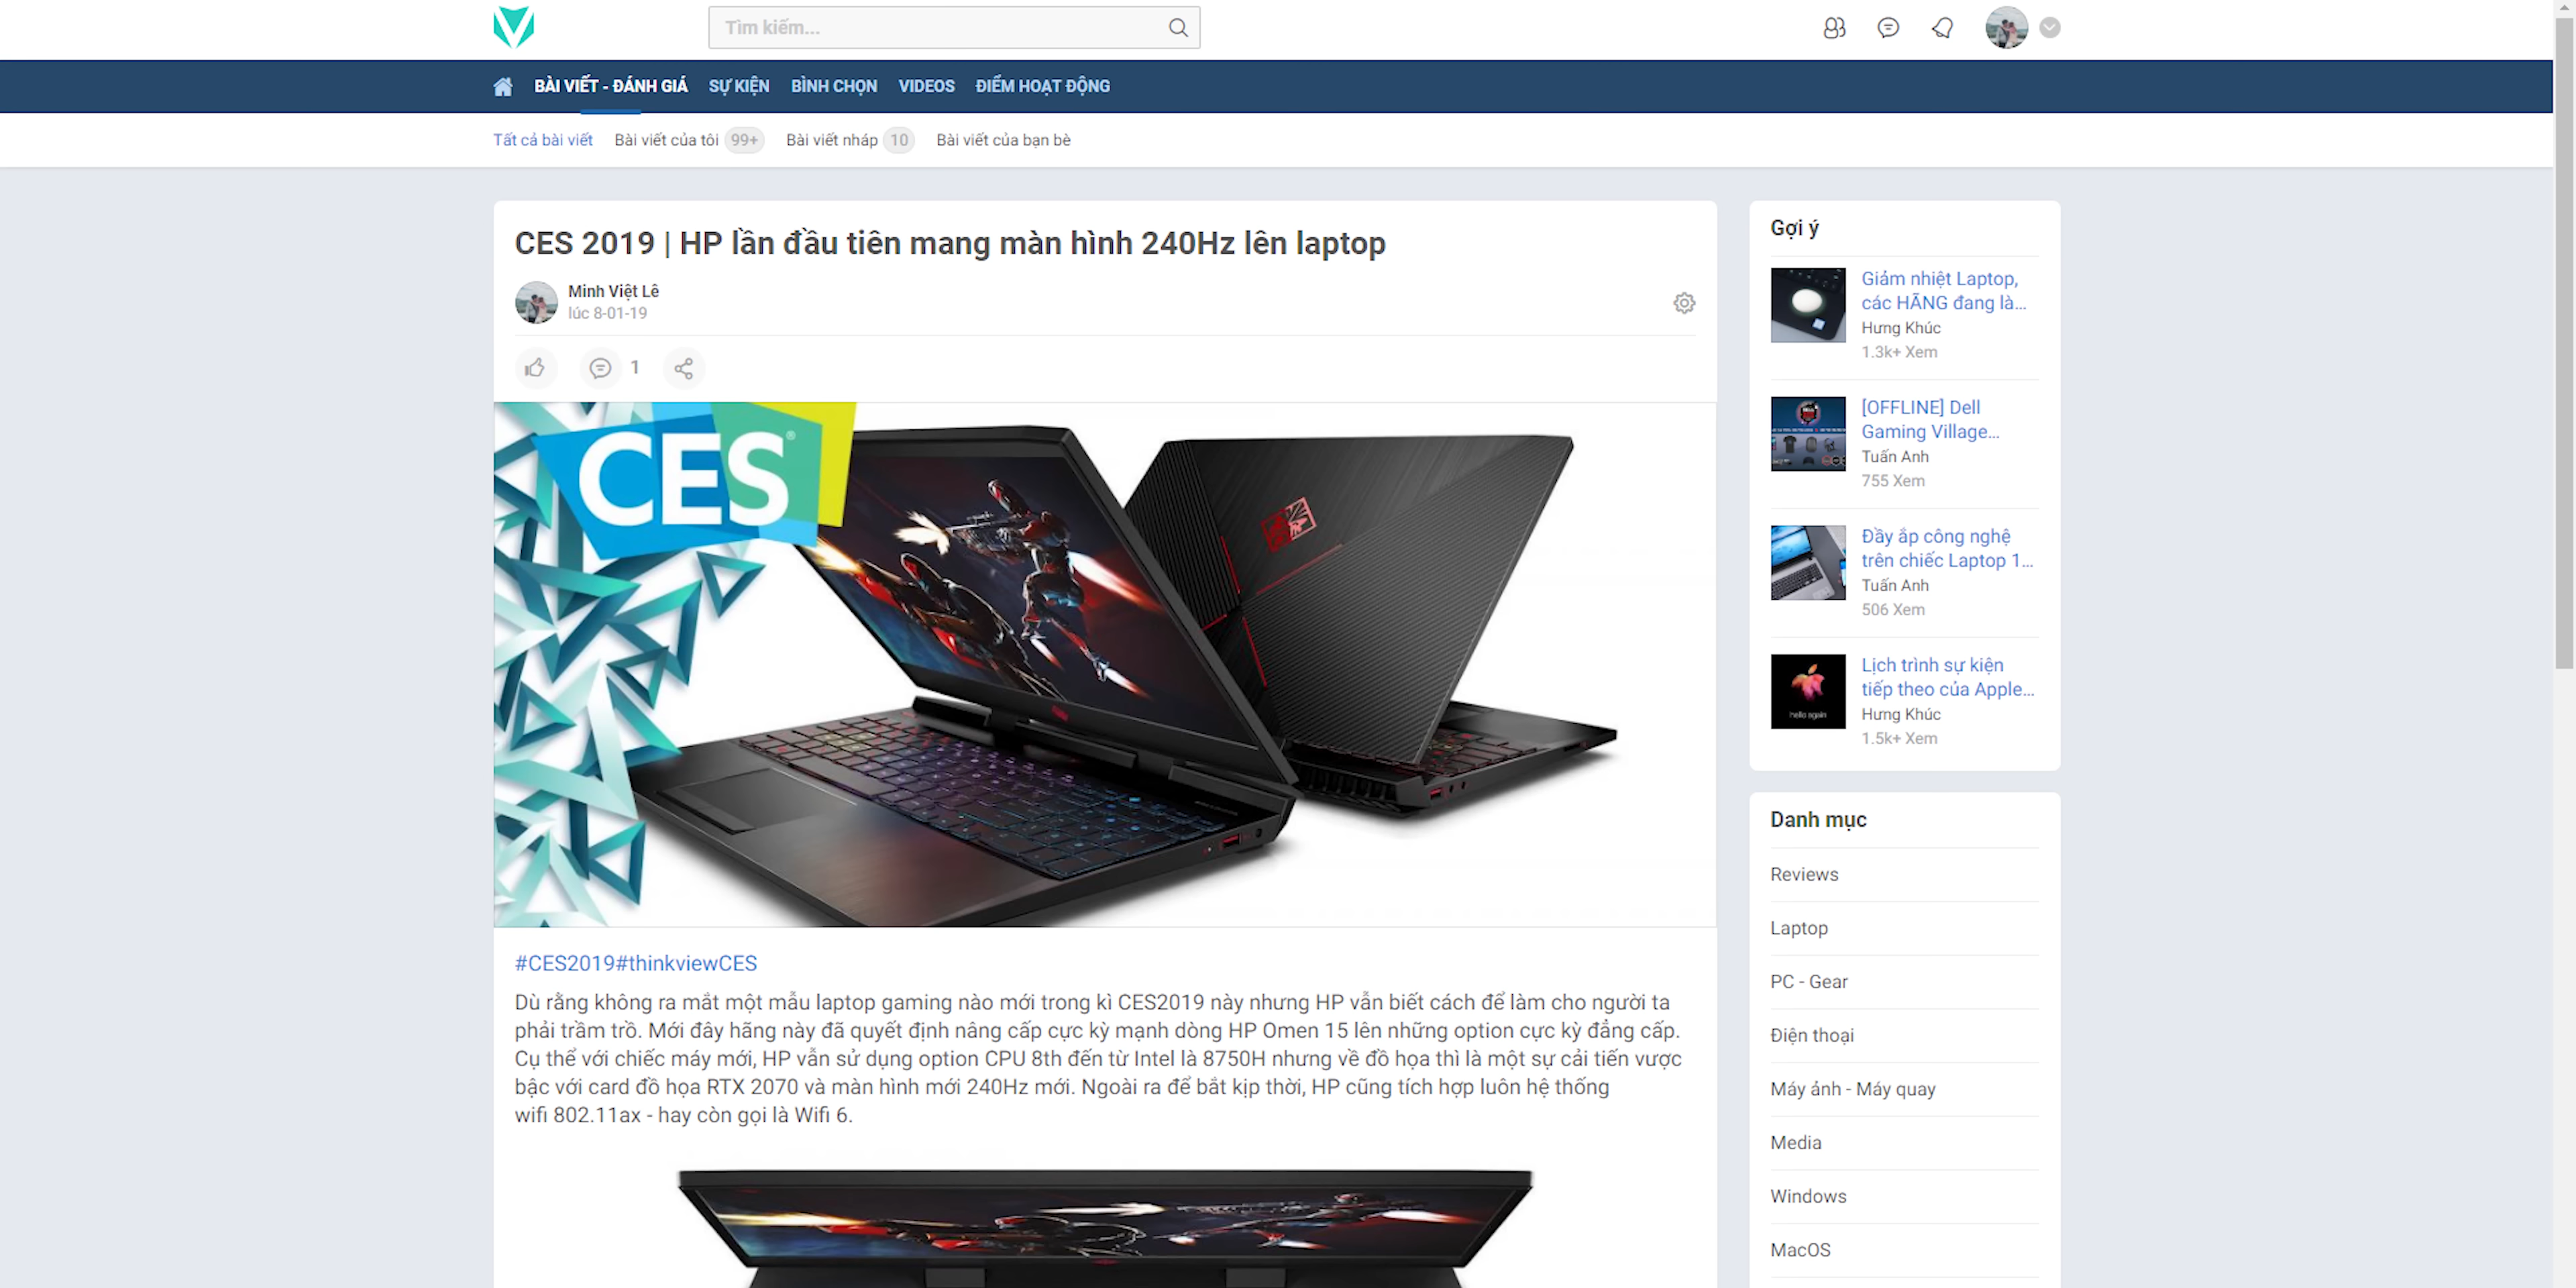 Tìm kiếm...
BÀI VIẾT - ĐÁNH GIÁ SỰ KIỆN BÌNH CHỌN VIDEOS ĐIỂM HOẠT ĐỘNG
Tất cả bài viết Bài viết của tôi 99+ Bài viết nháp 10 Bài viết của bạn bè
CES 2019 | HP lần đầu tiên mang màn hình 240Hz lên laptop
Minh Việt Lê
lúc 8-01-19
1
CES®
#CES2019#thinkviewCES
Dù rằng không ra mắt một mẫu laptop gaming nào mới trong kì CES2019 này nhưng HP vẫn biết cách để làm cho người ta
phải trầm trồ. Mới đây hãng này đã quyết định nâng cấp cực kỳ mạnh dòng HP Omen 15 lên những option cực kỳ đẳng cấp.
Cụ thể với chiếc máy mới, HP vẫn sử dụng option CPU 8th đến từ Intel là 8750H nhưng về đồ họa thì là một sự cải tiến vược
bậc với card đồ họa RTX 2070 và màn hình mới 240Hz mới. Ngoài ra để bắt kịp thời, HP cũng tích hợp luôn hệ thống
wifi 802.11ax - hay còn gọi là Wifi 6.
Gợi ý
Giảm nhiệt Laptop,
các HÃNG đang là...
Hưng Khúc
1.3k+ Xem
[OFFLINE] Dell
Gaming Village...
Tuấn Anh
755 Xem
Đầy ắp công nghệ
trên chiếc Laptop 1...
Tuấn Anh
506 Xem
hello again
Lịch trình sự kiện
tiếp theo của Apple...
Hưng Khúc
1.5k+ Xem
Danh mục
Reviews
Laptop
PC - Gear
Điện thoại
Máy ảnh - Máy quay
Media
Windows
MacOS